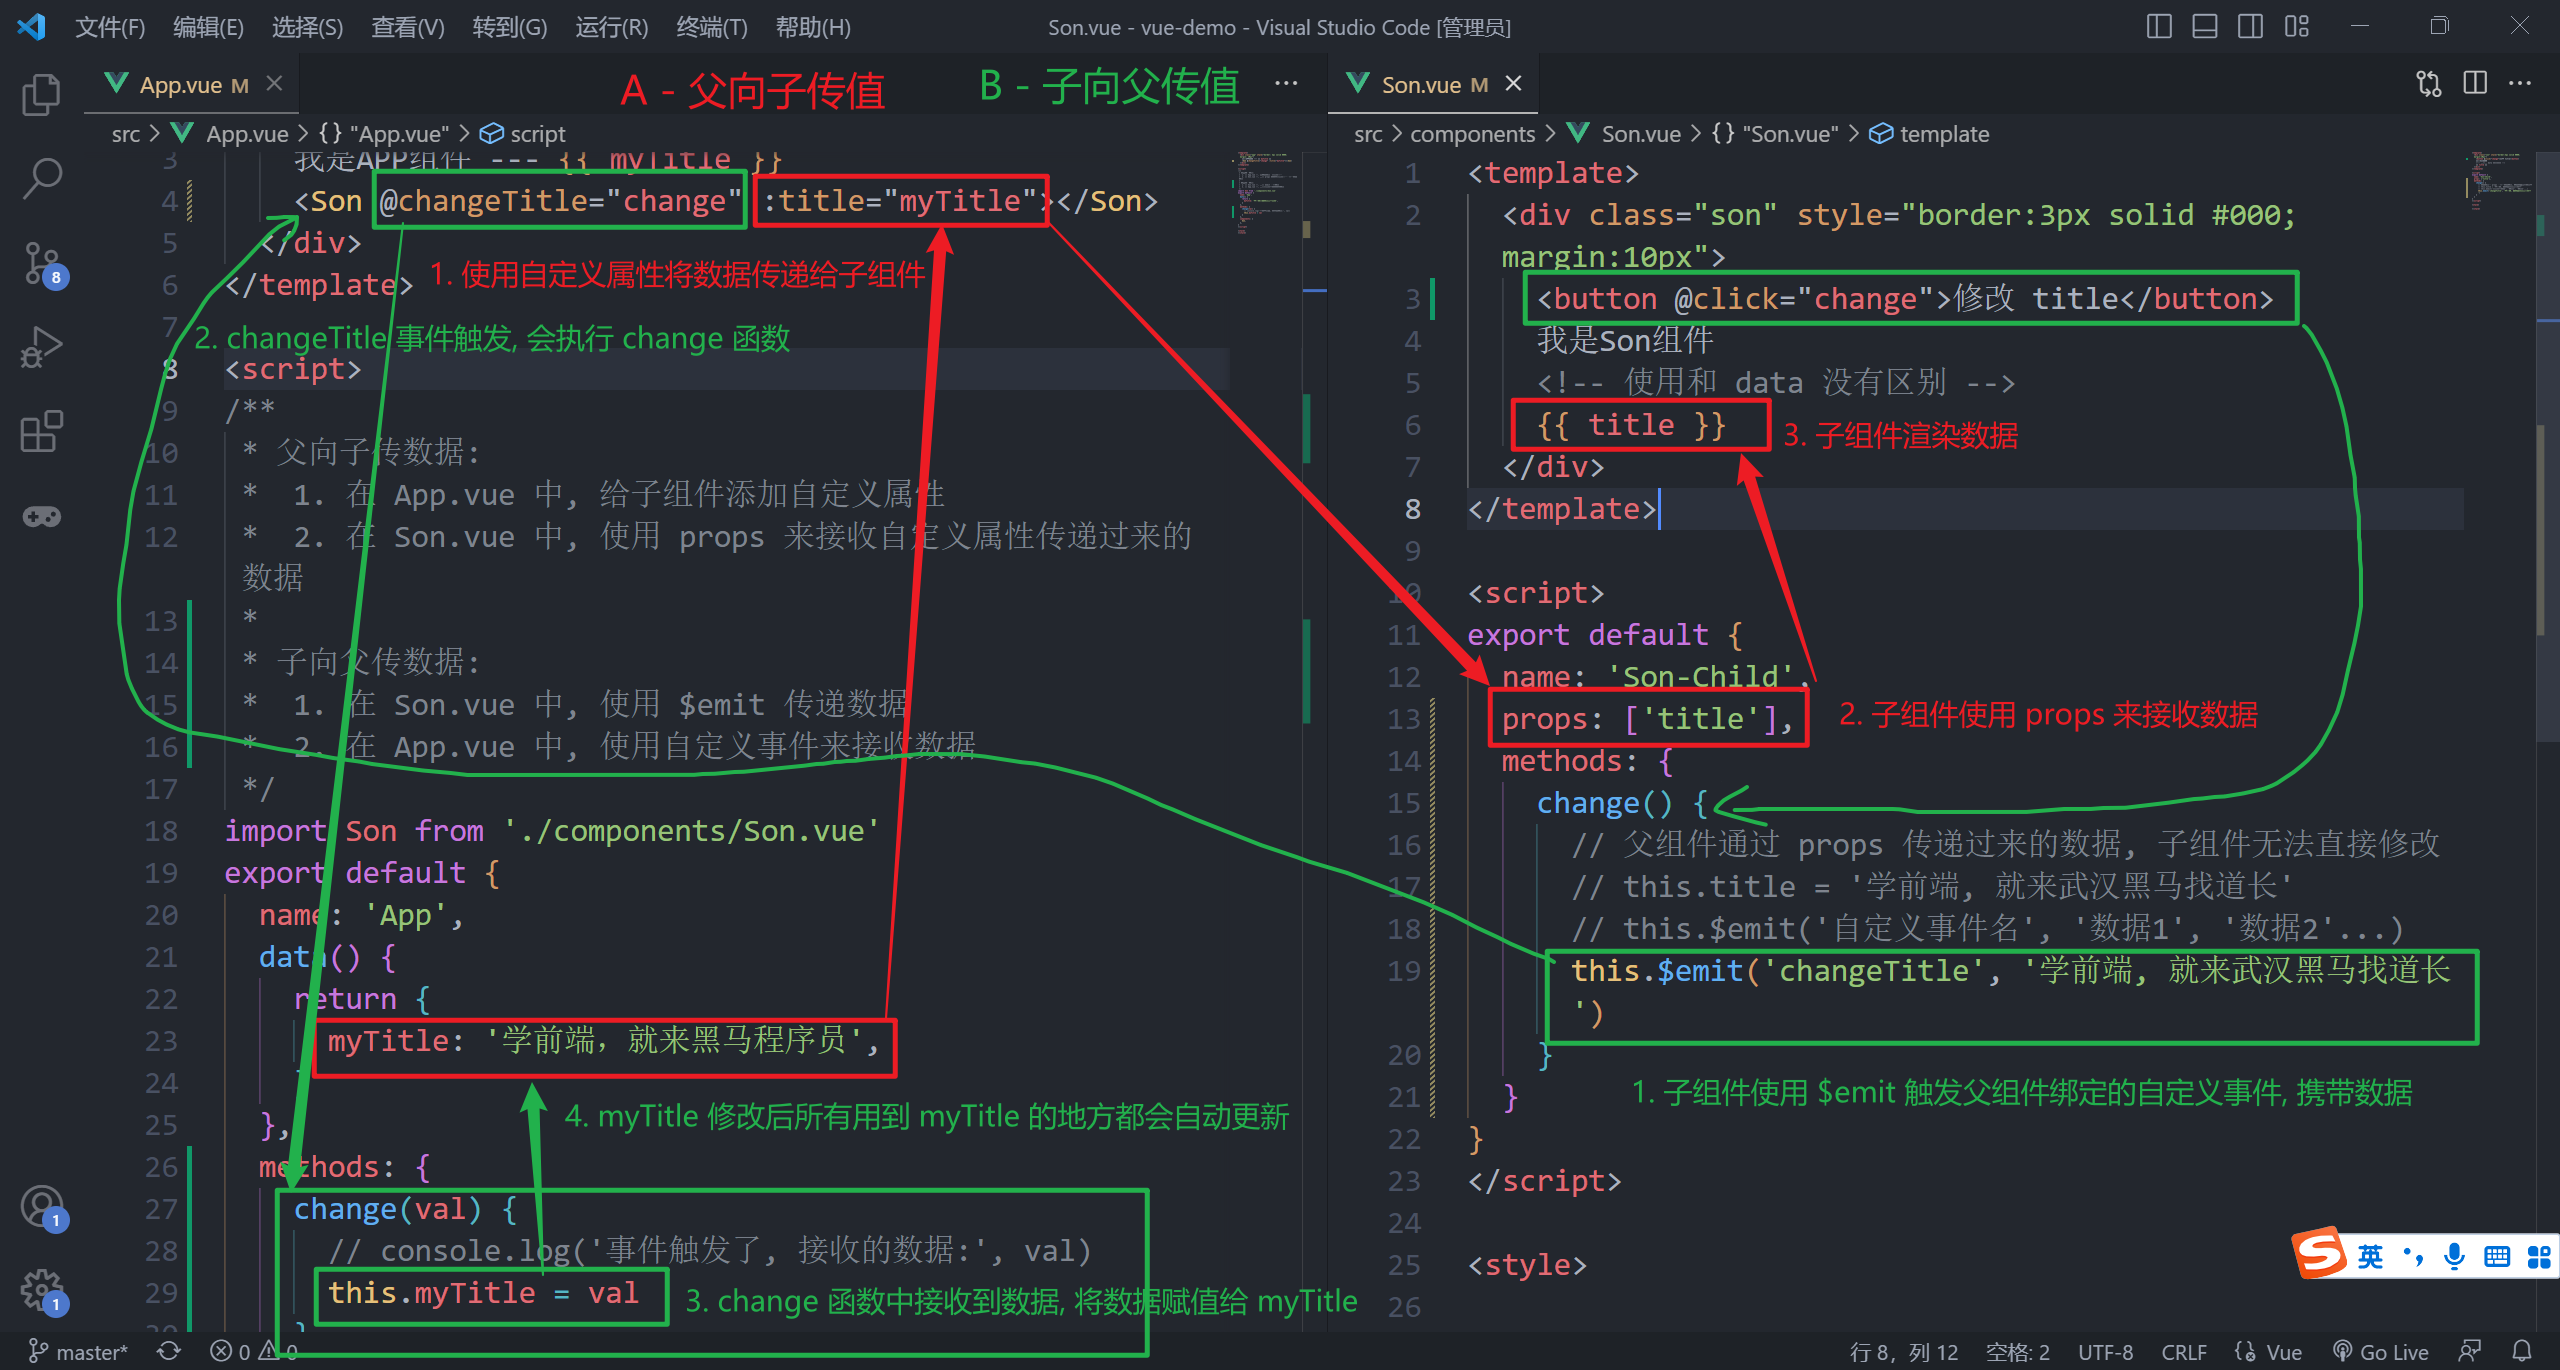 文件(F) 编辑(E) 选择(S) 查看(V) 转到(G) 运行(R) 终端(T) 帮助(H) Son.vue - vue-demo - Visual Studio Code [管理员]
App.vue M
A - 父向子传值
B - 子向父传值
src > App.vue > {} "App.vue" > script
3 我是APP组件 --- {{ myTitle }}
4 <Son @changeTitle="change" :title="myTitle"></Son>
5 </div>
6 </template>
1. 使用自定义属性将数据传递给子组件
7
2. changeTitle 事件触发, 会执行 change 函数
8 <script>
9 /**
10 * 父向子传数据:
11 * 1. 在 App.vue 中, 给子组件添加自定义属性
12 * 2. 在 Son.vue 中, 使用 props 来接收自定义属性传递过来的
数据
13 *
14 * 子向父传数据:
15 * 1. 在 Son.vue 中, 使用 $emit 传递数据
16 * 2. 在 App.vue 中, 使用自定义事件来接收数据
17 */
18 import Son from './components/Son.vue'
19 export default {
20 name: 'App',
21 data() {
22 return {
23 myTitle: '学前端，就来黑马程序员',
24
4. myTitle 修改后所有用到 myTitle 的地方都会自动更新
25 },
26 methods: {
27 change(val) {
28 // console.log('事件触发了, 接收的数据:', val)
29 this.myTitle = val
3. change 函数中接收到数据, 将数据赋值给 myTitle
30 }
Son.vue M
src > components > Son.vue > {} "Son.vue" > template
1 <template>
2 <div class="son" style="border:3px solid #000;
margin:10px">
3 <button @click="change">修改 title</button>
4 我是Son组件
5 <!-- 使用和 data 没有区别 -->
6 {{ title }}
3. 子组件渲染数据
7 </div>
8 </template>
9
10 <script>
11 export default {
12 name: 'Son-Child',
13 props: ['title'],
2. 子组件使用 props 来接收数据
14 methods: {
15 change() {
16 // 父组件通过 props 传递过来的数据, 子组件无法直接修改
17 // this.title = '学前端, 就来武汉黑马找道长'
18 // this.$emit('自定义事件名', '数据1', '数据2'...)
19 this.$emit('changeTitle', '学前端, 就来武汉黑马找道长
')
20 }
1. 子组件使用 $emit 触发父组件绑定的自定义事件, 携带数据
21 }
22 }
23 </script>
24
25 <style>
26
8
1
1
英
master* 0 0 行 8，列 12 空格: 2 UTF-8 CRLF Vue Go Live